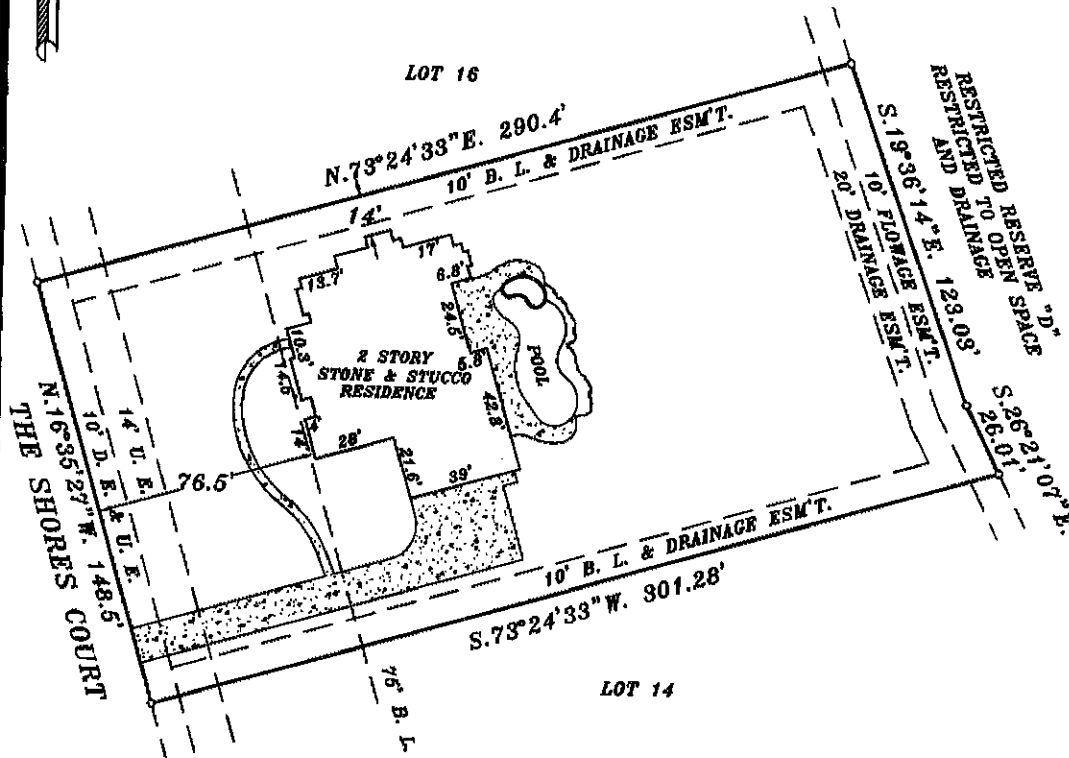 LOT 16
N.73°24'33"E. 290.4'
10' B. L. & DRAINAGE ESM'T.
RESTRICTED RESERVE "D"
RESTRICTED TO OPEN SPACE
AND DRAINAGE
S.19°36'14"E. 123.03'
10' FLOWAGE ESM'T.
20' DRAINAGE ESM'T.
S.26°21'07"E.
26.01'
14'
17'
13.7'
6.8'
24.5'
5.8'
42.8'
10.3'
14.5'
14'
28'
21.6'
39'
2 STORY
STONE & STUCCO
RESIDENCE
POOL
76.5
14' U. E.
10' D. E. & U. E.
N.16°35'27"W. 148.5'
THE SHORES COURT
10' B. L. & DRAINAGE ESM'T.
S.73°24'33"W. 301.28'
75' B. L.
LOT 14